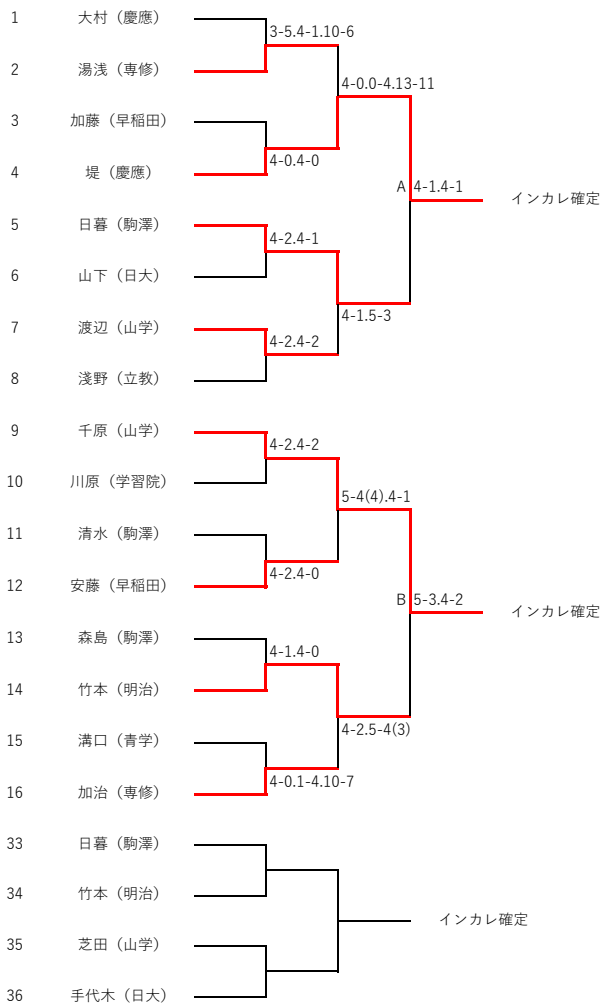 1 大村（慶應）
3-5.4-1.10-6
2 湯浅（専修）
4-0.0-4.13-11
3 加藤（早稲田）
4-0.4-0
4 堤（慶應）
A 4-1.4-1
インカレ確定
5 日暮（駒澤）
4-2.4-1
6 山下（日大）
4-1.5-3
7 渡辺（山学）
4-2.4-2
8 淺野（立教）
9 千原（山学）
4-2.4-2
10 川原（学習院）
5-4(4).4-1
11 清水（駒澤）
4-2.4-0
12 安藤（早稲田）
B 5-3.4-2
インカレ確定
13 森島（駒澤）
4-1.4-0
14 竹本（明治）
4-2.5-4(3)
15 溝口（青学）
4-0.1-4.10-7
16 加治（専修）
33 日暮（駒澤）
34 竹本（明治）
インカレ確定
35 芝田（山学）
36 手代木（日大）